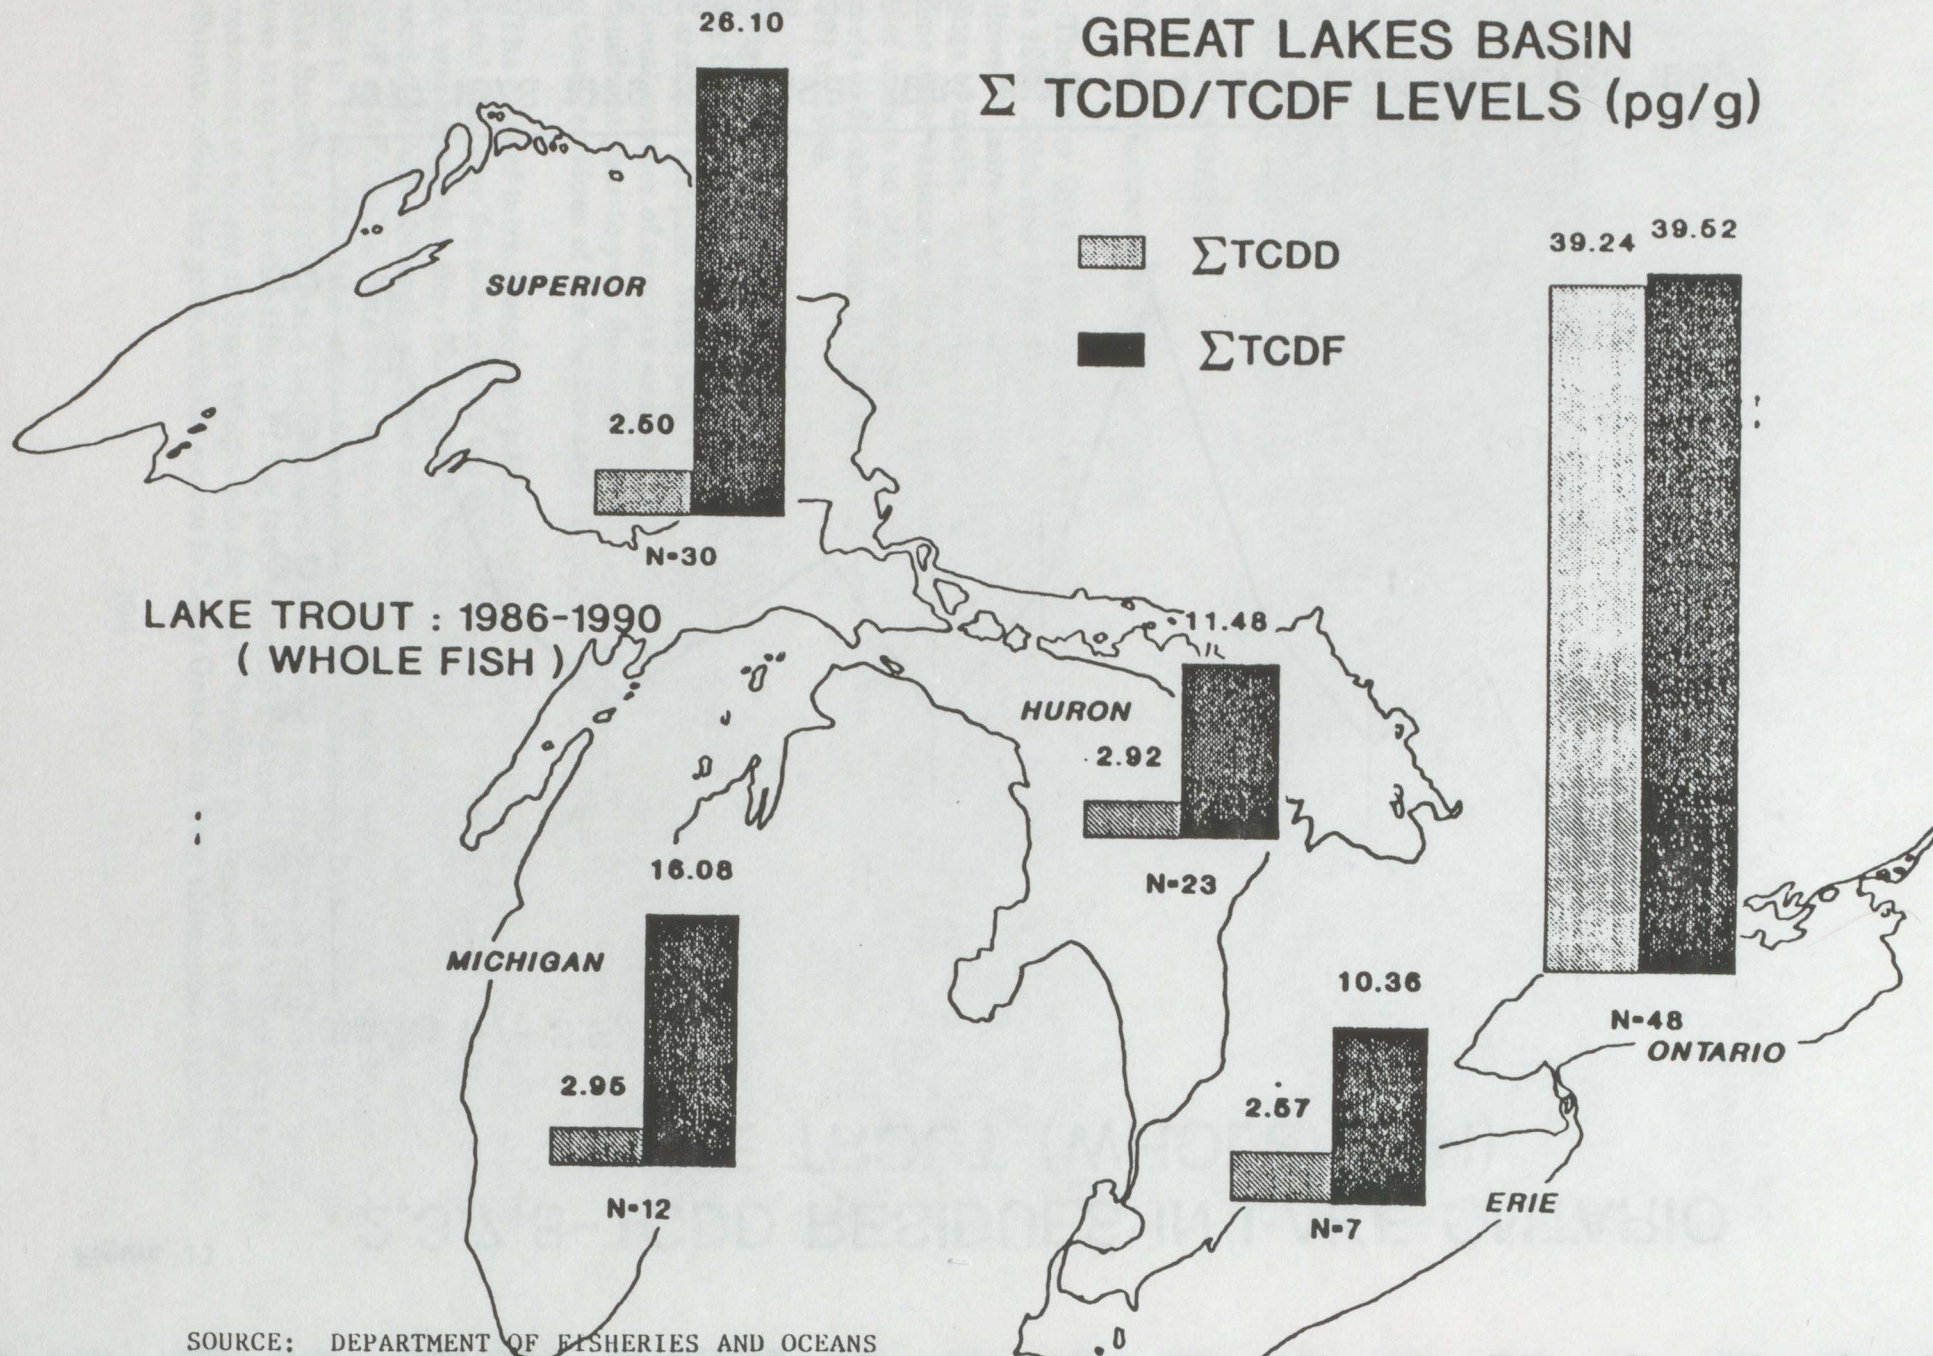 26.10
GREAT LAKES BASIN
Σ TCDD/TCDF LEVELS (pg/g)
ΣTCDD
ΣTCDF
39.24
39.52
SUPERIOR
2.50
N=30
LAKE TROUT : 1986-1990
( WHOLE FISH )
11.48
HURON
2.92
N=23
16.08
MICHIGAN
2.95
N=12
10.36
2.57
N=7
ERIE
N=48
ONTARIO
SOURCE: DEPARTMENT OF FISHERIES AND OCEANS